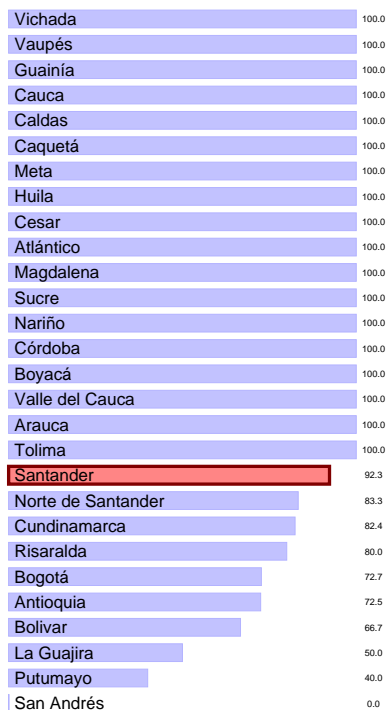 Vichada 100.0
Vaupés 100.0
Guainía 100.0
Cauca 100.0
Caldas 100.0
Caquetá 100.0
Meta 100.0
Huila 100.0
Cesar 100.0
Atlántico 100.0
Magdalena 100.0
Sucre 100.0
Nariño 100.0
Córdoba 100.0
Boyacá 100.0
Valle del Cauca 100.0
Arauca 100.0
Tolima 100.0
Santander 92.3
Norte de Santander 83.3
Cundinamarca 82.4
Risaralda 80.0
Bogotá 72.7
Antioquia 72.5
Bolivar 66.7
La Guajira 50.0
Putumayo 40.0
San Andrés 0.0